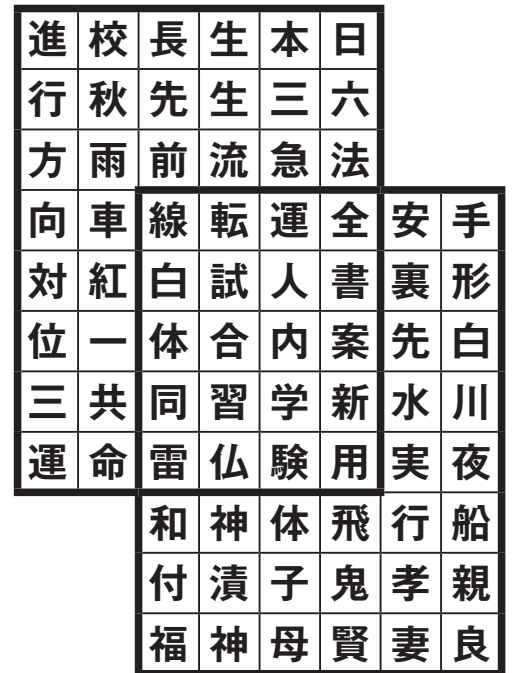 進校長生本日
行秋先生三六
方雨前流急法
向車線転運全安手
対紅白試人書裏形
位一体合内案先白
三共同習学新水川
運命雷仏験用実夜
和神体飛行船
付漬子鬼孝親
福神母賢妻良